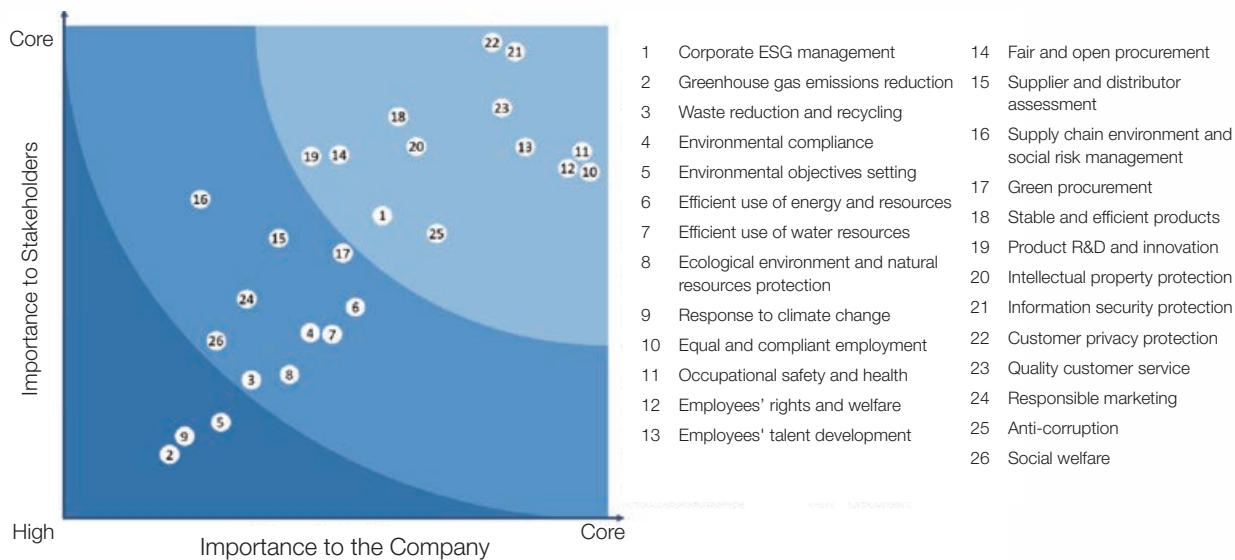 Core
22
21
23
18
20
13
11
12
10
19
14
16
1
25
15
17
24
6
4
7
26
3
8
5
9
2
Importance to Stakeholders
High
Core
Importance to the Company
1 Corporate ESG management
2 Greenhouse gas emissions reduction
3 Waste reduction and recycling
4 Environmental compliance
5 Environmental objectives setting
6 Efficient use of energy and resources
7 Efficient use of water resources
8 Ecological environment and natural
resources protection
9 Response to climate change
10 Equal and compliant employment
11 Occupational safety and health
12 Employees’ rights and welfare
13 Employees' talent development
14 Fair and open procurement
15 Supplier and distributor
assessment
16 Supply chain environment and
social risk management
17 Green procurement
18 Stable and efficient products
19 Product R&D and innovation
20 Intellectual property protection
21 Information security protection
22 Customer privacy protection
23 Quality customer service
24 Responsible marketing
25 Anti-corruption
26 Social welfare